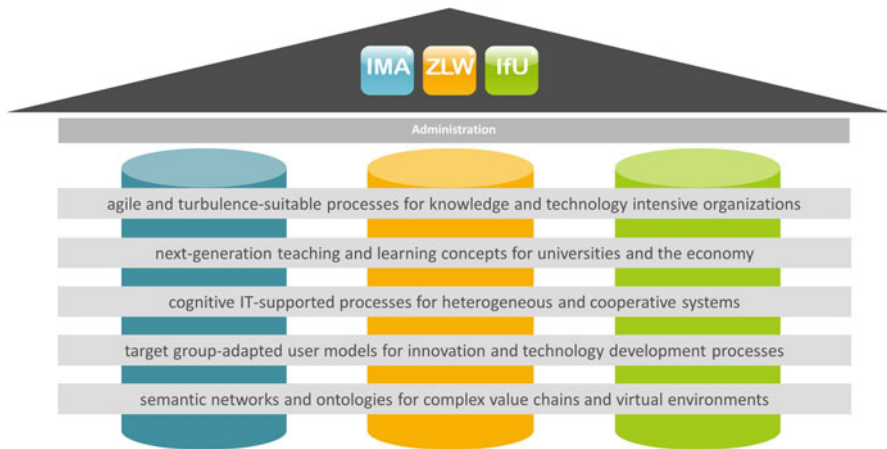 IMA ZLW IfU
Administration
agile and turbulence-suitable processes for knowledge and technology intensive organizations
next-generation teaching and learning concepts for universities and the economy
cognitive IT-supported processes for heterogeneous and cooperative systems
target group-adapted user models for innovation and technology development processes
semantic networks and ontologies for complex value chains and virtual environments